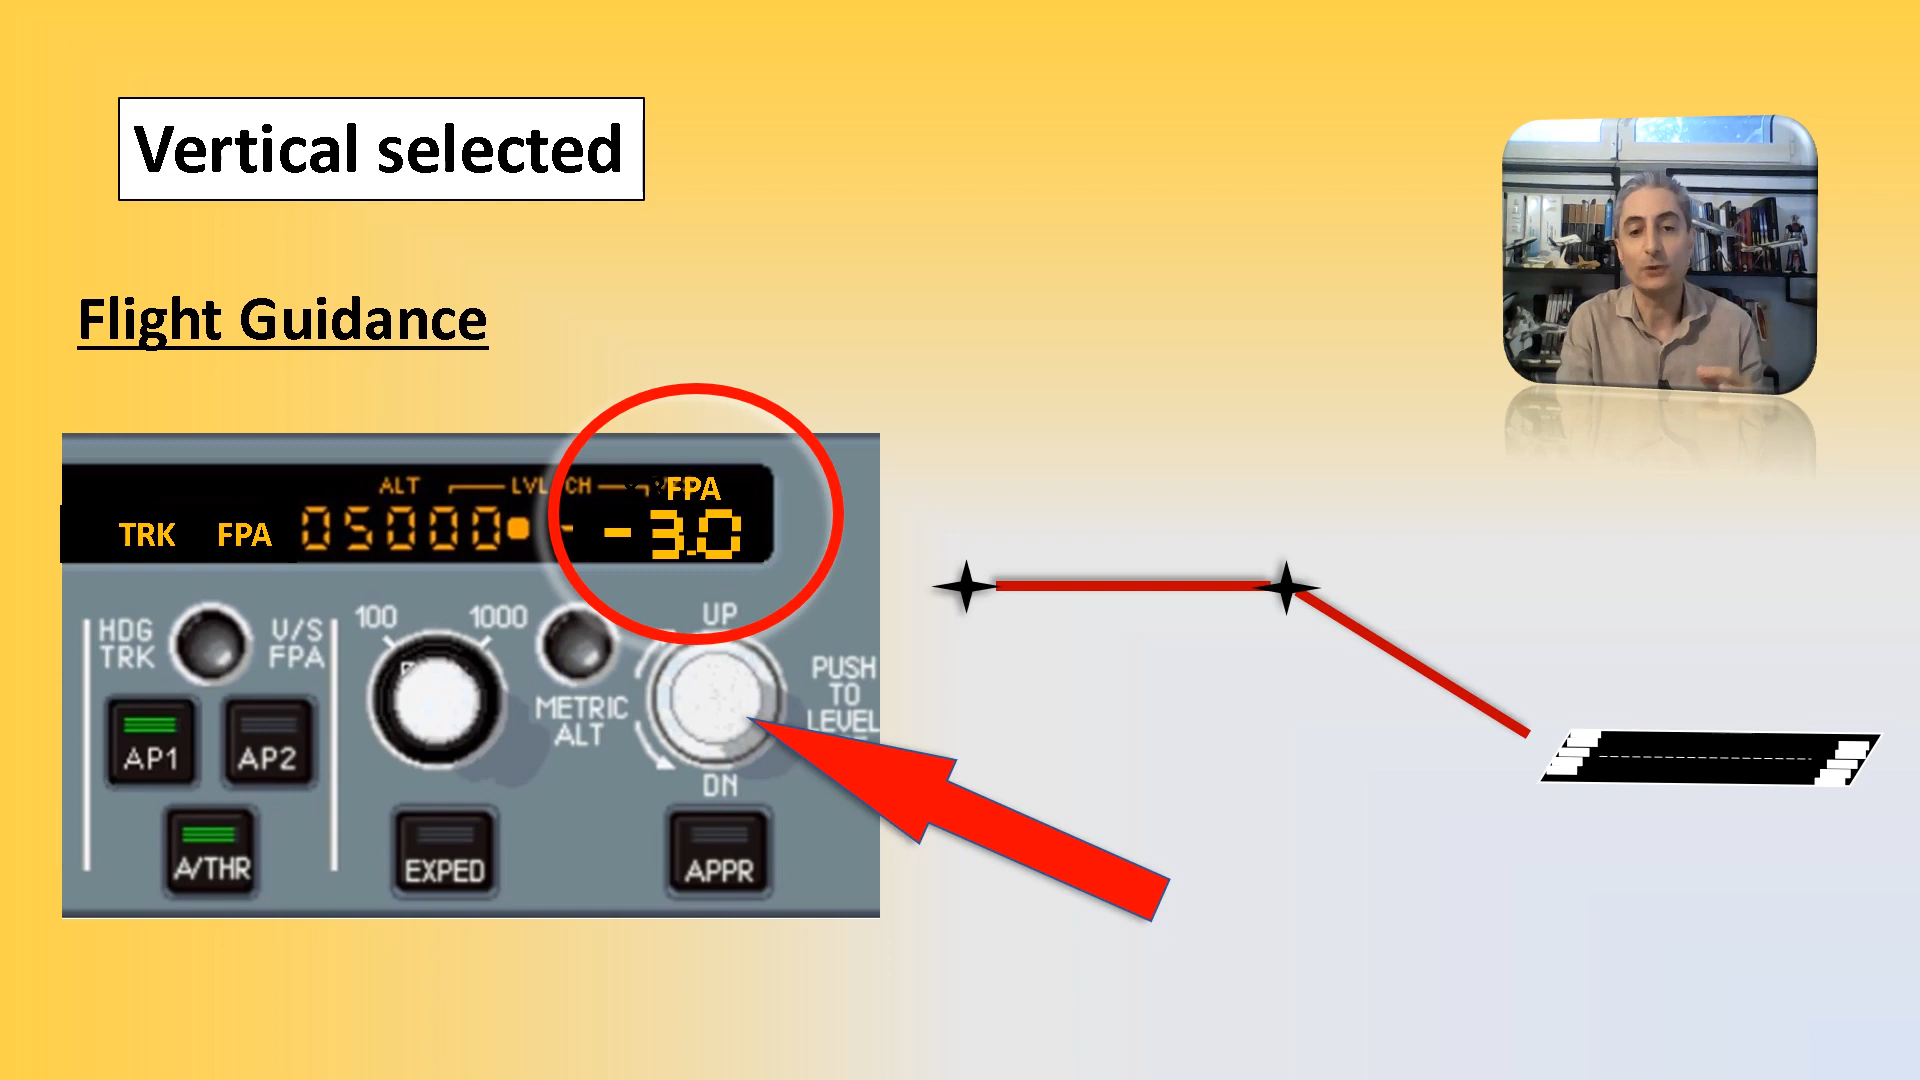 Vertical selected
Flight Guidance
ALT LVL CH FPA
TRK FPA 05000 - -3.0
100 1000 UP
HDG V/S
TRK FPA
PUSH
TO
LEVEL
METRIC
ALT
AP1 AP2
DN
A/THR EXPED APPR